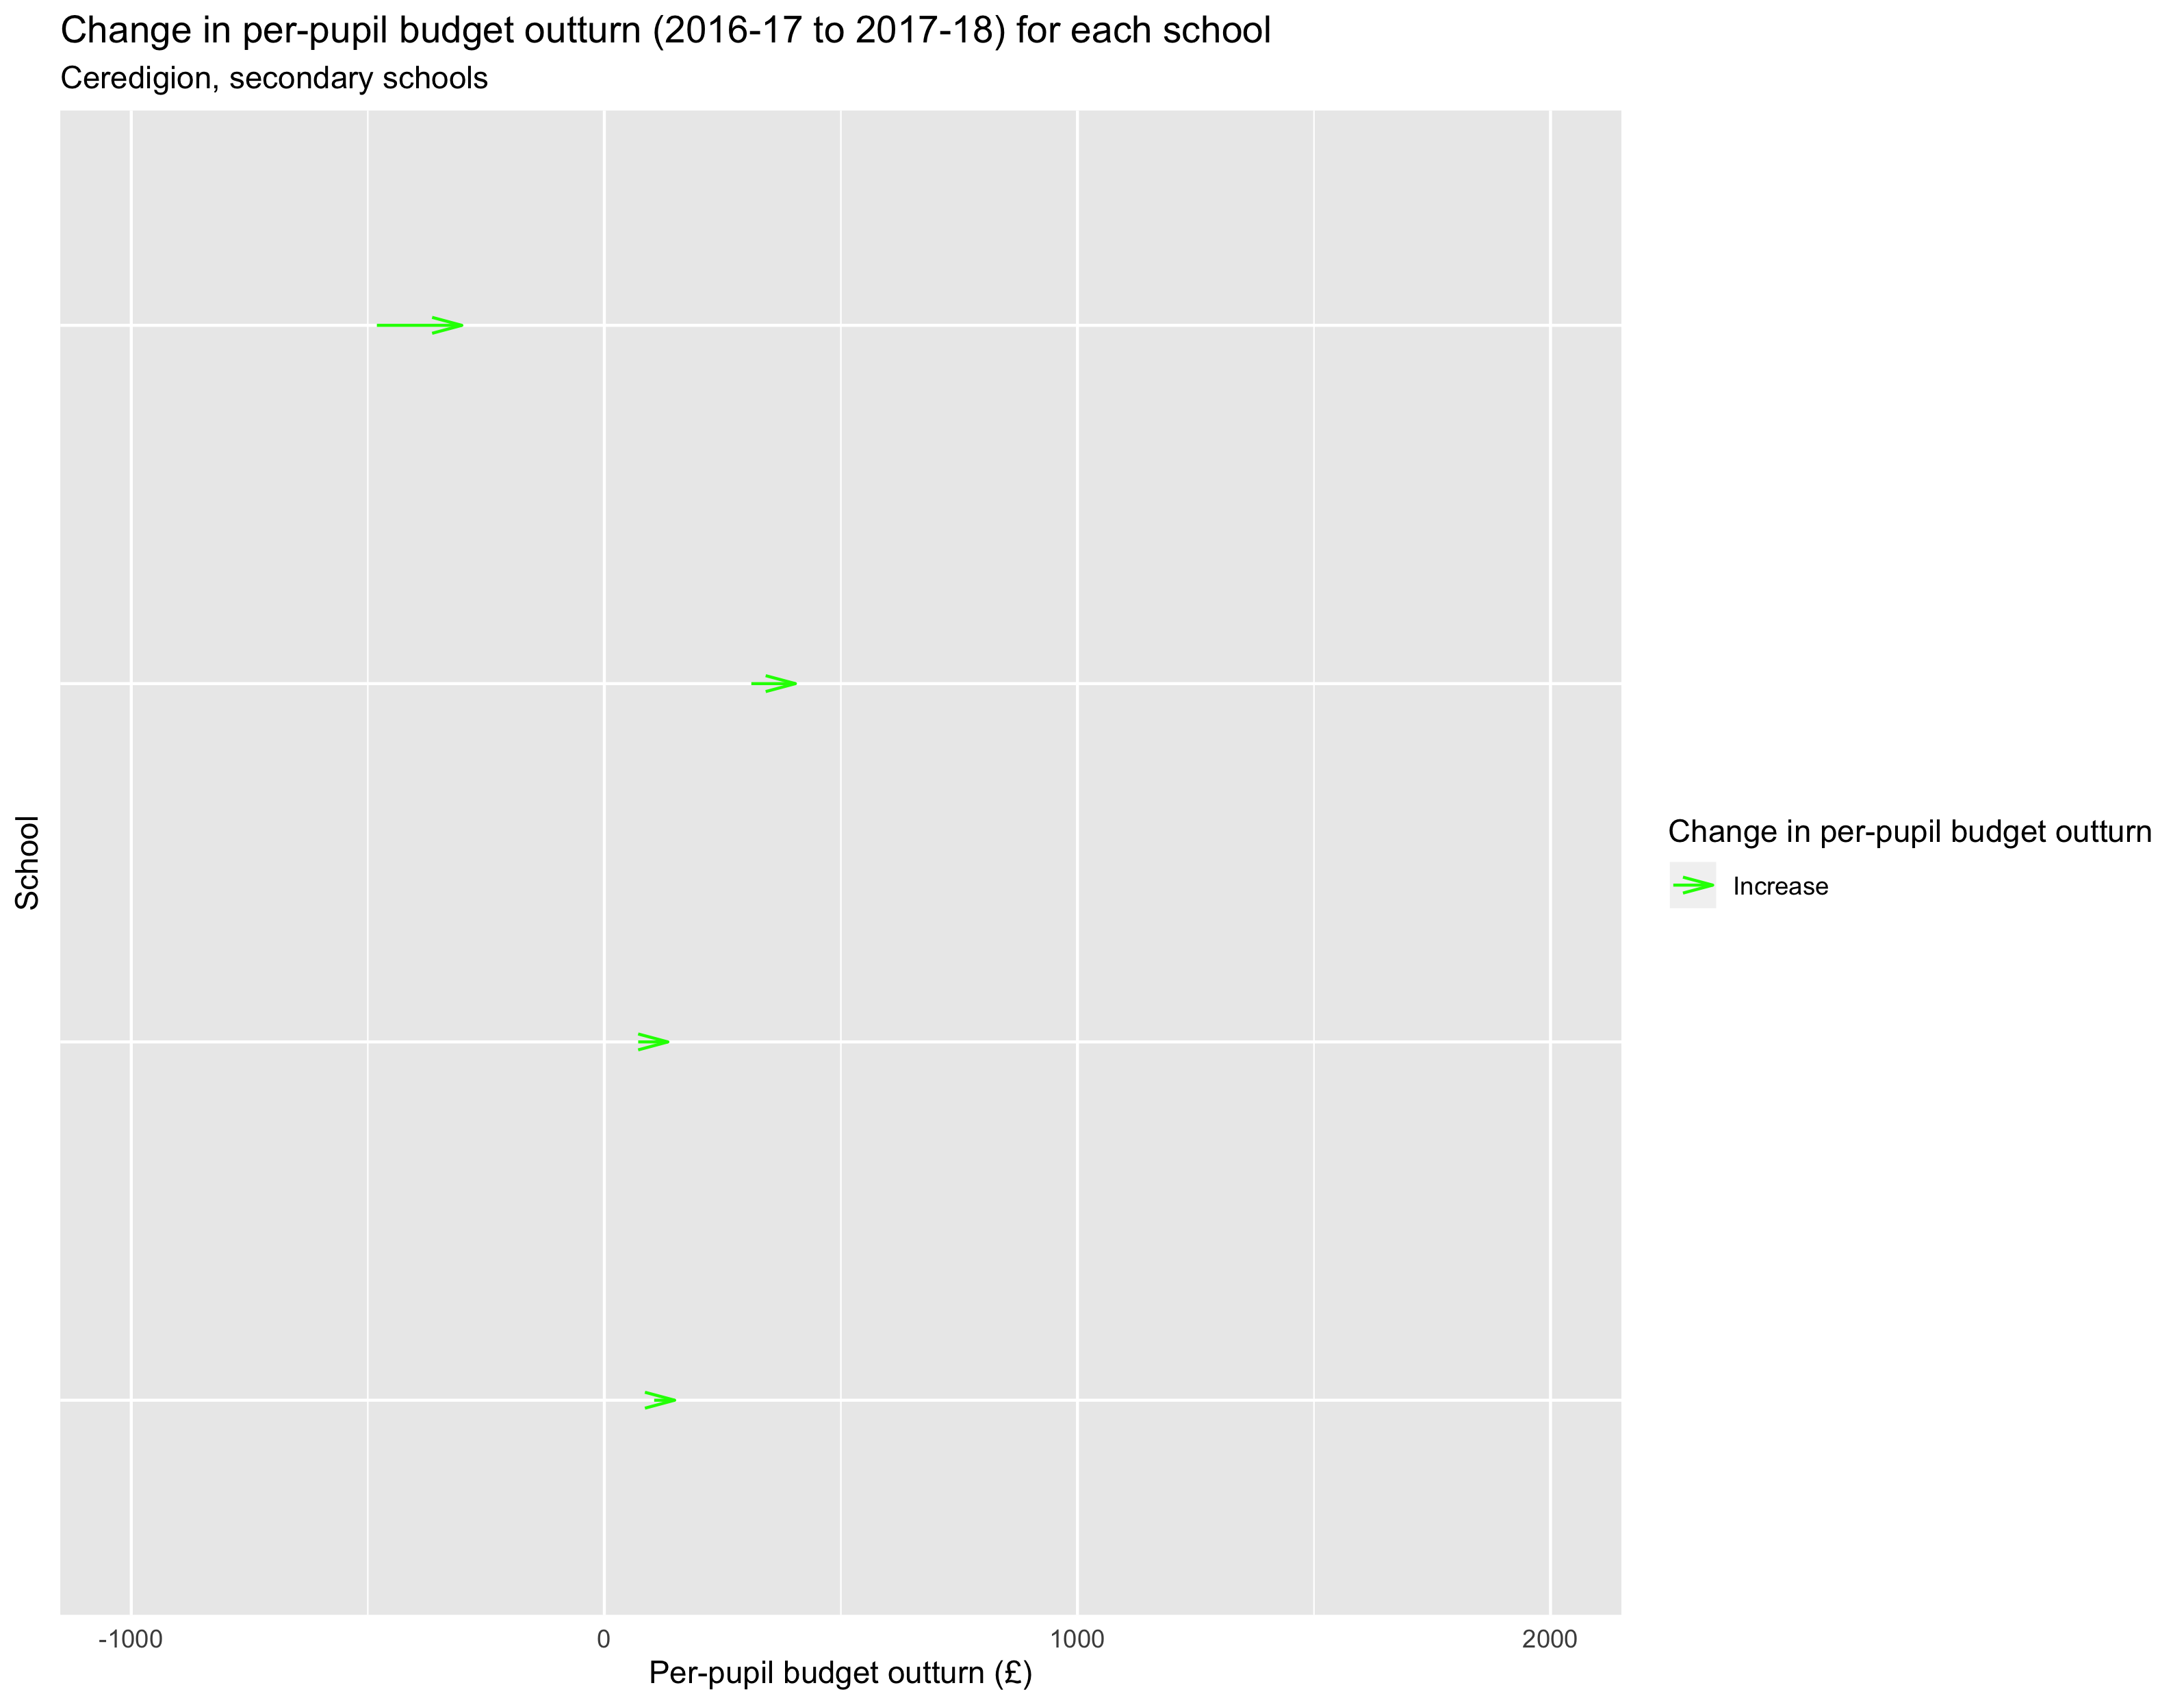 Change in per-pupil budget outturn (2016-17 to 2017-18) for each school
Ceredigion, secondary schools
School
Change in per-pupil budget outturn
Increase
-1000
0
1000
2000
Per-pupil budget outturn (£)